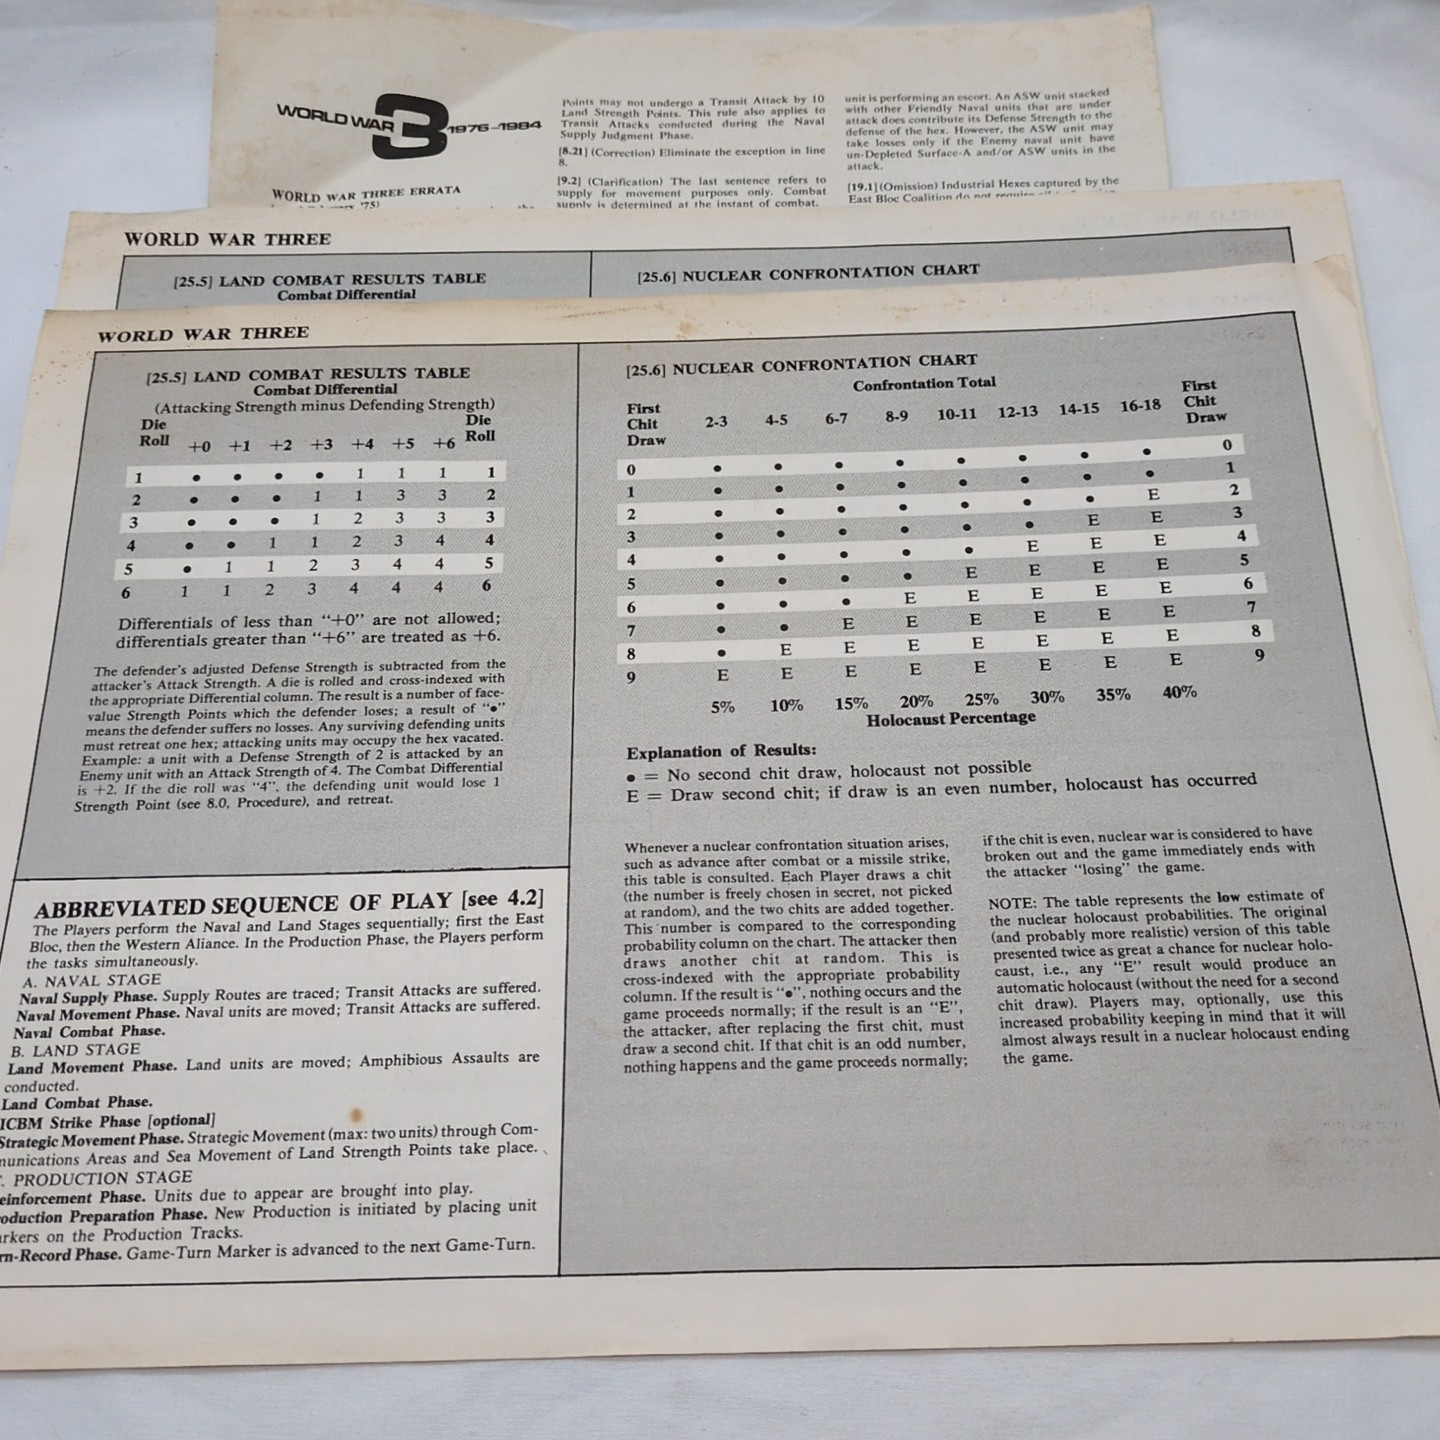 WORLD WAR 3 1976-1984
WORLD WAR THREE ERRATA
'75)
Points may not undergo a Transit Attack by 10
Land Strength Points. This rule also applies to
Transit Attacks conducted during the Naval
Supply Judgment Phase.
[8.21] (Correction) Eliminate the exception in line
8.
[9.2] (Clarification) The last sentence refers to
supply for movement purposes only. Combat
supply is determined at the instant of combat.
unit is performing an escort. An ASW unit stacked
with other Friendly Naval units that are under
attack does contribute its Defense Strength to the
defense of the hex. However, the ASW unit may
take losses only if the Enemy naval unit have
un-Depleted Surface-A and/or ASW units in the
attack.
[19.1] (Omission) Industrial Hexes captured by the
East Bloc Coalition do not require
WORLD WAR THREE
[25.5] LAND COMBAT RESULTS TABLE
Combat Differential
[25.6] NUCLEAR CONFRONTATION CHART
WORLD WAR THREE
[25.5] LAND COMBAT RESULTS TABLE
Combat Differential
(Attacking Strength minus Defending Strength)
Die Roll +0 +1 +2 +3 +4 +5 +6 Die Roll
1 • • • • 1 1 1 1
2 • • • 1 1 3 3 2
3 • • • 1 2 3 3 3
4 • • 1 1 2 3 4 4
5 • 1 1 2 3 4 4 5
6 1 1 2 3 4 4 4 6
Differentials of less than “+0” are not allowed;
differentials greater than “+6” are treated as +6.
The defender's adjusted Defense Strength is subtracted from the
attacker's Attack Strength. A die is rolled and cross-indexed with
the appropriate Differential column. The result is a number of face-
value Strength Points which the defender loses; a result of “•”
means the defender suffers no losses. Any surviving defending units
must retreat one hex; attacking units may occupy the hex vacated.
Example: a unit with a Defense Strength of 2 is attacked by an
Enemy unit with an Attack Strength of 4. The Combat Differential
is +2. If the die roll was “4”, the defending unit would lose 1
Strength Point (see 8.0, Procedure), and retreat.
ABBREVIATED SEQUENCE OF PLAY [see 4.2]
The Players perform the Naval and Land Stages sequentially; first the East
Bloc, then the Western Aliance. In the Production Phase, the Players perform
the tasks simultaneously.
A. NAVAL STAGE
Naval Supply Phase. Supply Routes are traced; Transit Attacks are suffered.
Naval Movement Phase. Naval units are moved; Transit Attacks are suffered.
Naval Combat Phase.
B. LAND STAGE
Land Movement Phase. Land units are moved; Amphibious Assaults are
conducted.
Land Combat Phase.
ICBM Strike Phase [optional]
Strategic Movement Phase. Strategic Movement (max: two units) through Com-
munications Areas and Sea Movement of Land Strength Points take place.
. PRODUCTION STAGE
einforcement Phase. Units due to appear are brought into play.
oduction Preparation Phase. New Production is initiated by placing unit
rkers on the Production Tracks.
rn-Record Phase. Game-Turn Marker is advanced to the next Game-Turn.
[25.6] NUCLEAR CONFRONTATION CHART
Confrontation Total
First Chit Draw 2-3 4-5 6-7 8-9 10-11 12-13 14-15 16-18 First Chit Draw
0 • • • • • • • • 0
1 • • • • • • • • 1
2 • • • • • • • E 2
3 • • • • • • E E 3
4 • • • • • E E E 4
5 • • • • E E E E 5
6 • • • E E E E E 6
7 • • E E E E E E 7
8 • E E E E E E E 8
9 E E E E E E E E 9
5% 10% 15% 20% 25% 30% 35% 40%
Holocaust Percentage
Explanation of Results:
• = No second chit draw, holocaust not possible
E = Draw second chit; if draw is an even number, holocaust has occurred
Whenever a nuclear confrontation situation arises,
such as advance after combat or a missile strike,
this table is consulted. Each Player draws a chit
(the number is freely chosen in secret, not picked
at random), and the two chits are added together.
This number is compared to the corresponding
probability column on the chart. The attacker then
draws another chit at random. This is
cross-indexed with the appropriate probability
column. If the result is “•”, nothing occurs and the
game proceeds normally; if the result is an “E”,
the attacker, after replacing the first chit, must
draw a second chit. If that chit is an odd number,
nothing happens and the game proceeds normally;
if the chit is even, nuclear war is considered to have
broken out and the game immediately ends with
the attacker “losing” the game.
NOTE: The table represents the low estimate of
the nuclear holocaust probabilities. The original
(and probably more realistic) version of this table
presented twice as great a chance for nuclear holo-
caust, i.e., any “E” result would produce an
automatic holocaust (without the need for a second
chit draw). Players may, optionally, use this
increased probability keeping in mind that it will
almost always result in a nuclear holocaust ending
the game.